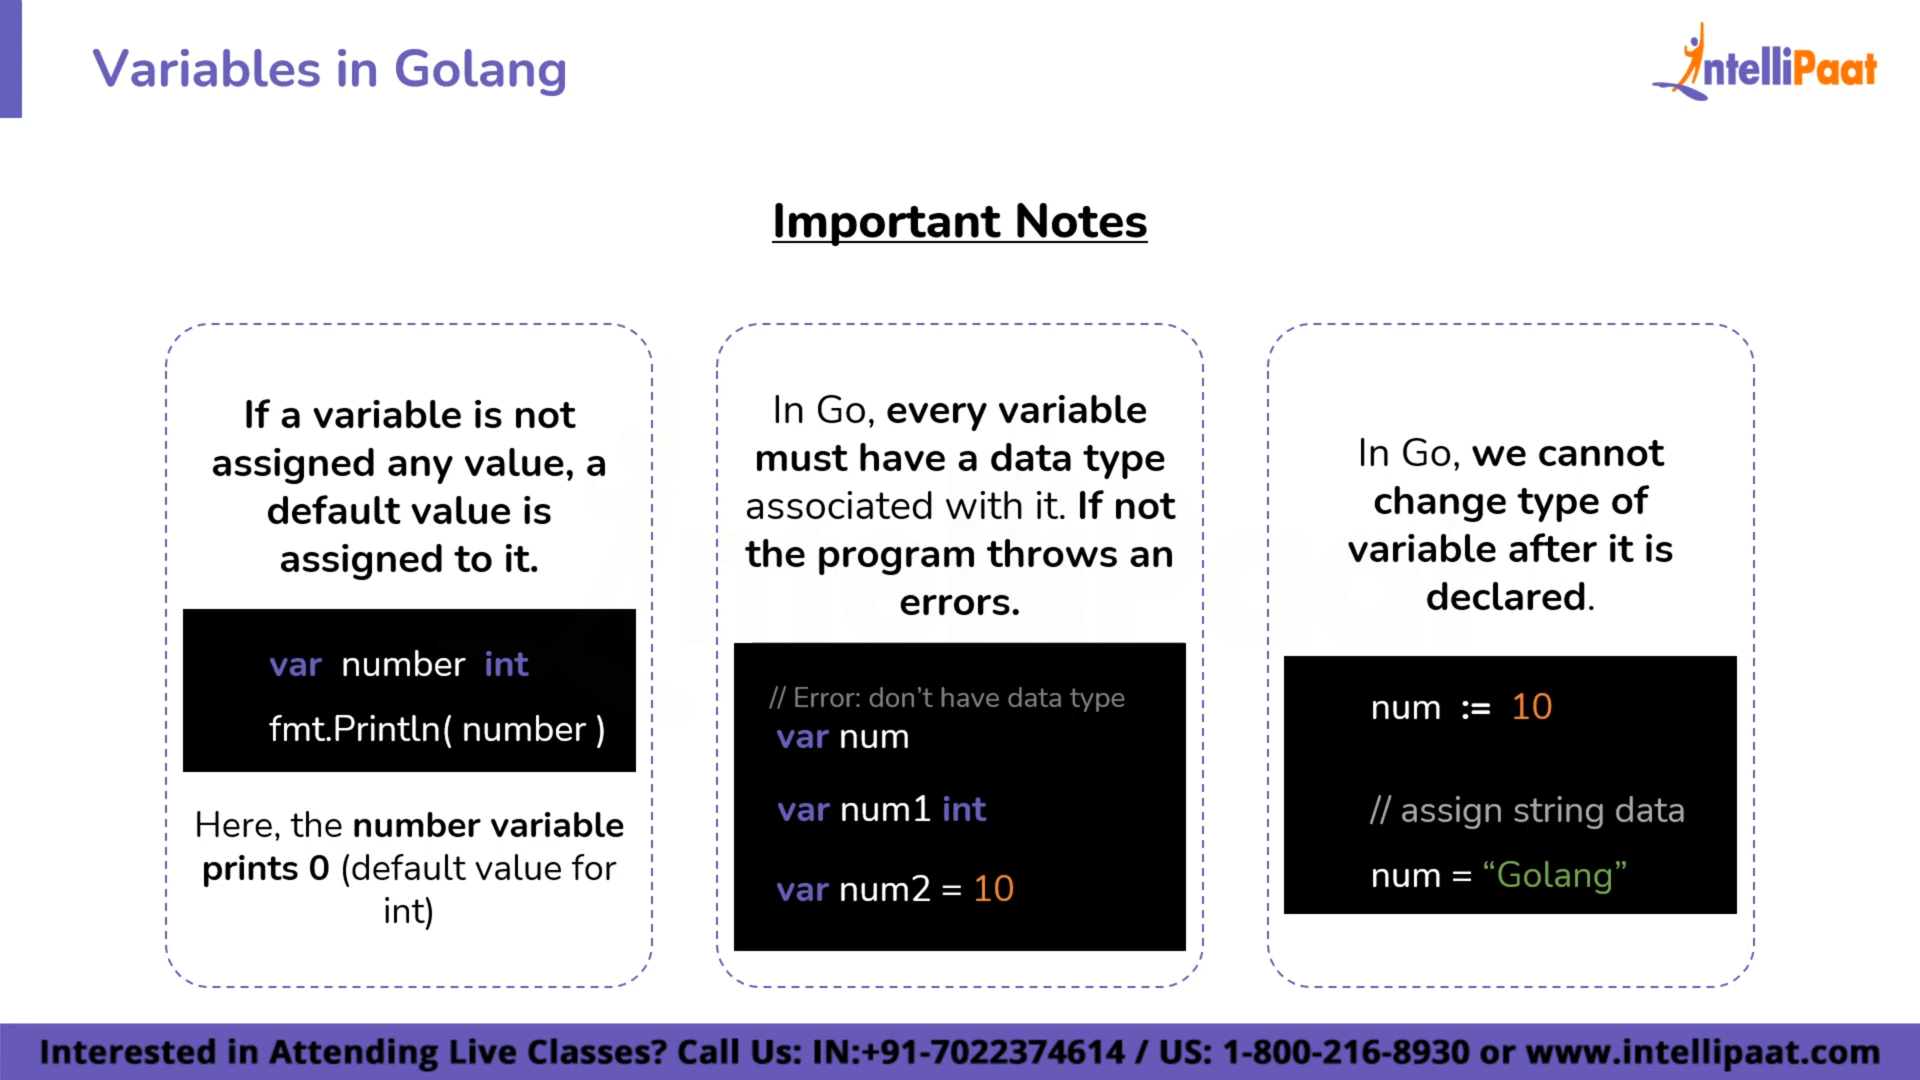 Variables in Golang
IntelliPaat
Important Notes
If a variable is not
assigned any value, a
default value is
assigned to it.
var number int
fmt.Println( number )
Here, the number variable
prints 0 (default value for
int)
In Go, every variable
must have a data type
associated with it. If not
the program throws an
errors.
// Error: don’t have data type
var num
var num1 int
var num2 = 10
In Go, we cannot
change type of
variable after it is
declared.
num := 10
// assign string data
num = “Golang”
Interested in Attending Live Classes? Call Us: IN:+91-7022374614 / US: 1-800-216-8930 or www.intellipaat.com